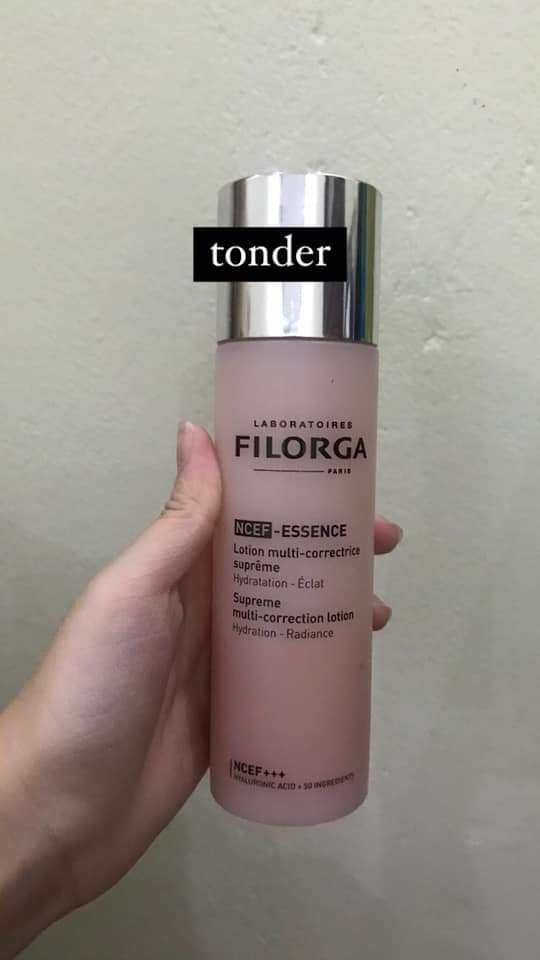 tonder
LABORATOIRES
FILORGA
PARIS
NCEF-ESSENCE
Lotion multi-correctrice
suprême
Hydratation - Éclat
Supreme
multi-correction lotion
Hydration - Radiance
NCEF+++
HYALURONIC ACID + 50 INGREDIENTS